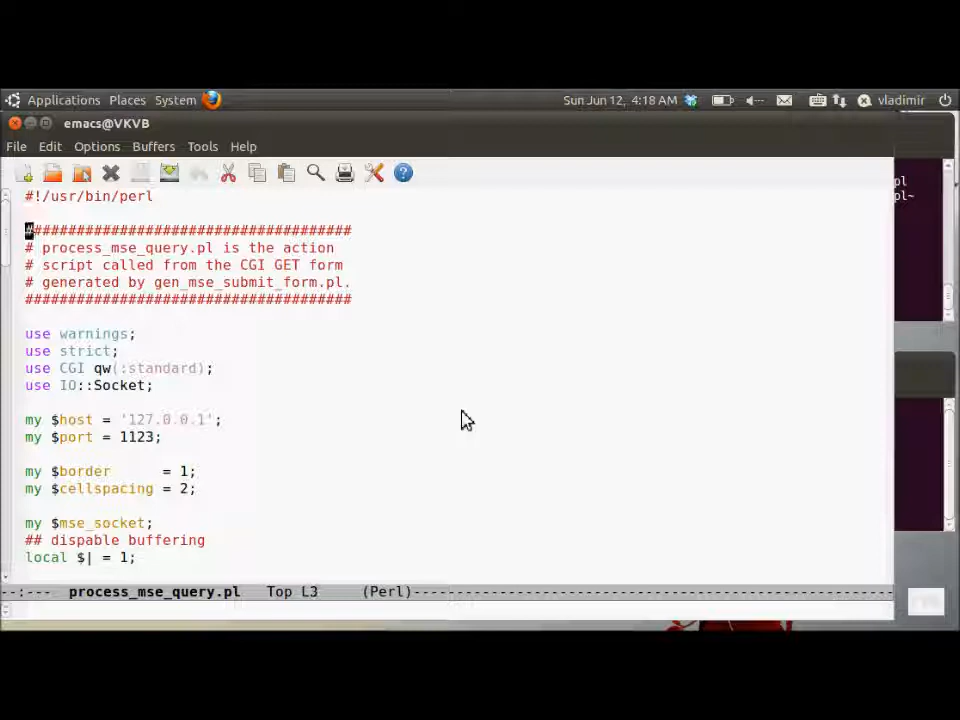 Applications Places System Sun Jun 12, 4:18 AM vladimir
emacs@VKVB
File Edit Options Buffers Tools Help
#!/usr/bin/perl
pl
pl~
######################################
# process_mse_query.pl is the action
# script called from the CGI GET form
# generated by gen_mse_submit_form.pl.
######################################
use warnings;
use strict;
use CGI qw(:standard);
use IO::Socket;
my $host = '127.0.0.1';
my $port = 1123;
my $border      = 1;
my $cellspacing = 2;
my $mse_socket;
## dispable buffering
local $| = 1;
--:--- process_mse_query.pl Top L3 (Perl)--------------------------------------------------------